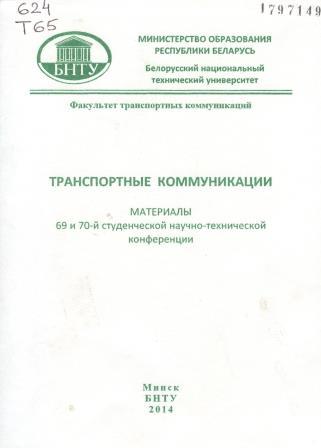 624
Т65
1797149
БНТУ
МИНИСТЕРСТВО ОБРАЗОВАНИЯ
РЕСПУБЛИКИ БЕЛАРУСЬ
Белорусский национальный
технический университет
Факультет транспортных коммуникаций
ТРАНСПОРТНЫЕ КОММУНИКАЦИИ
МАТЕРИАЛЫ
69 и 70-й студенческой научно-технической
конференции
Минск
БНТУ
2014